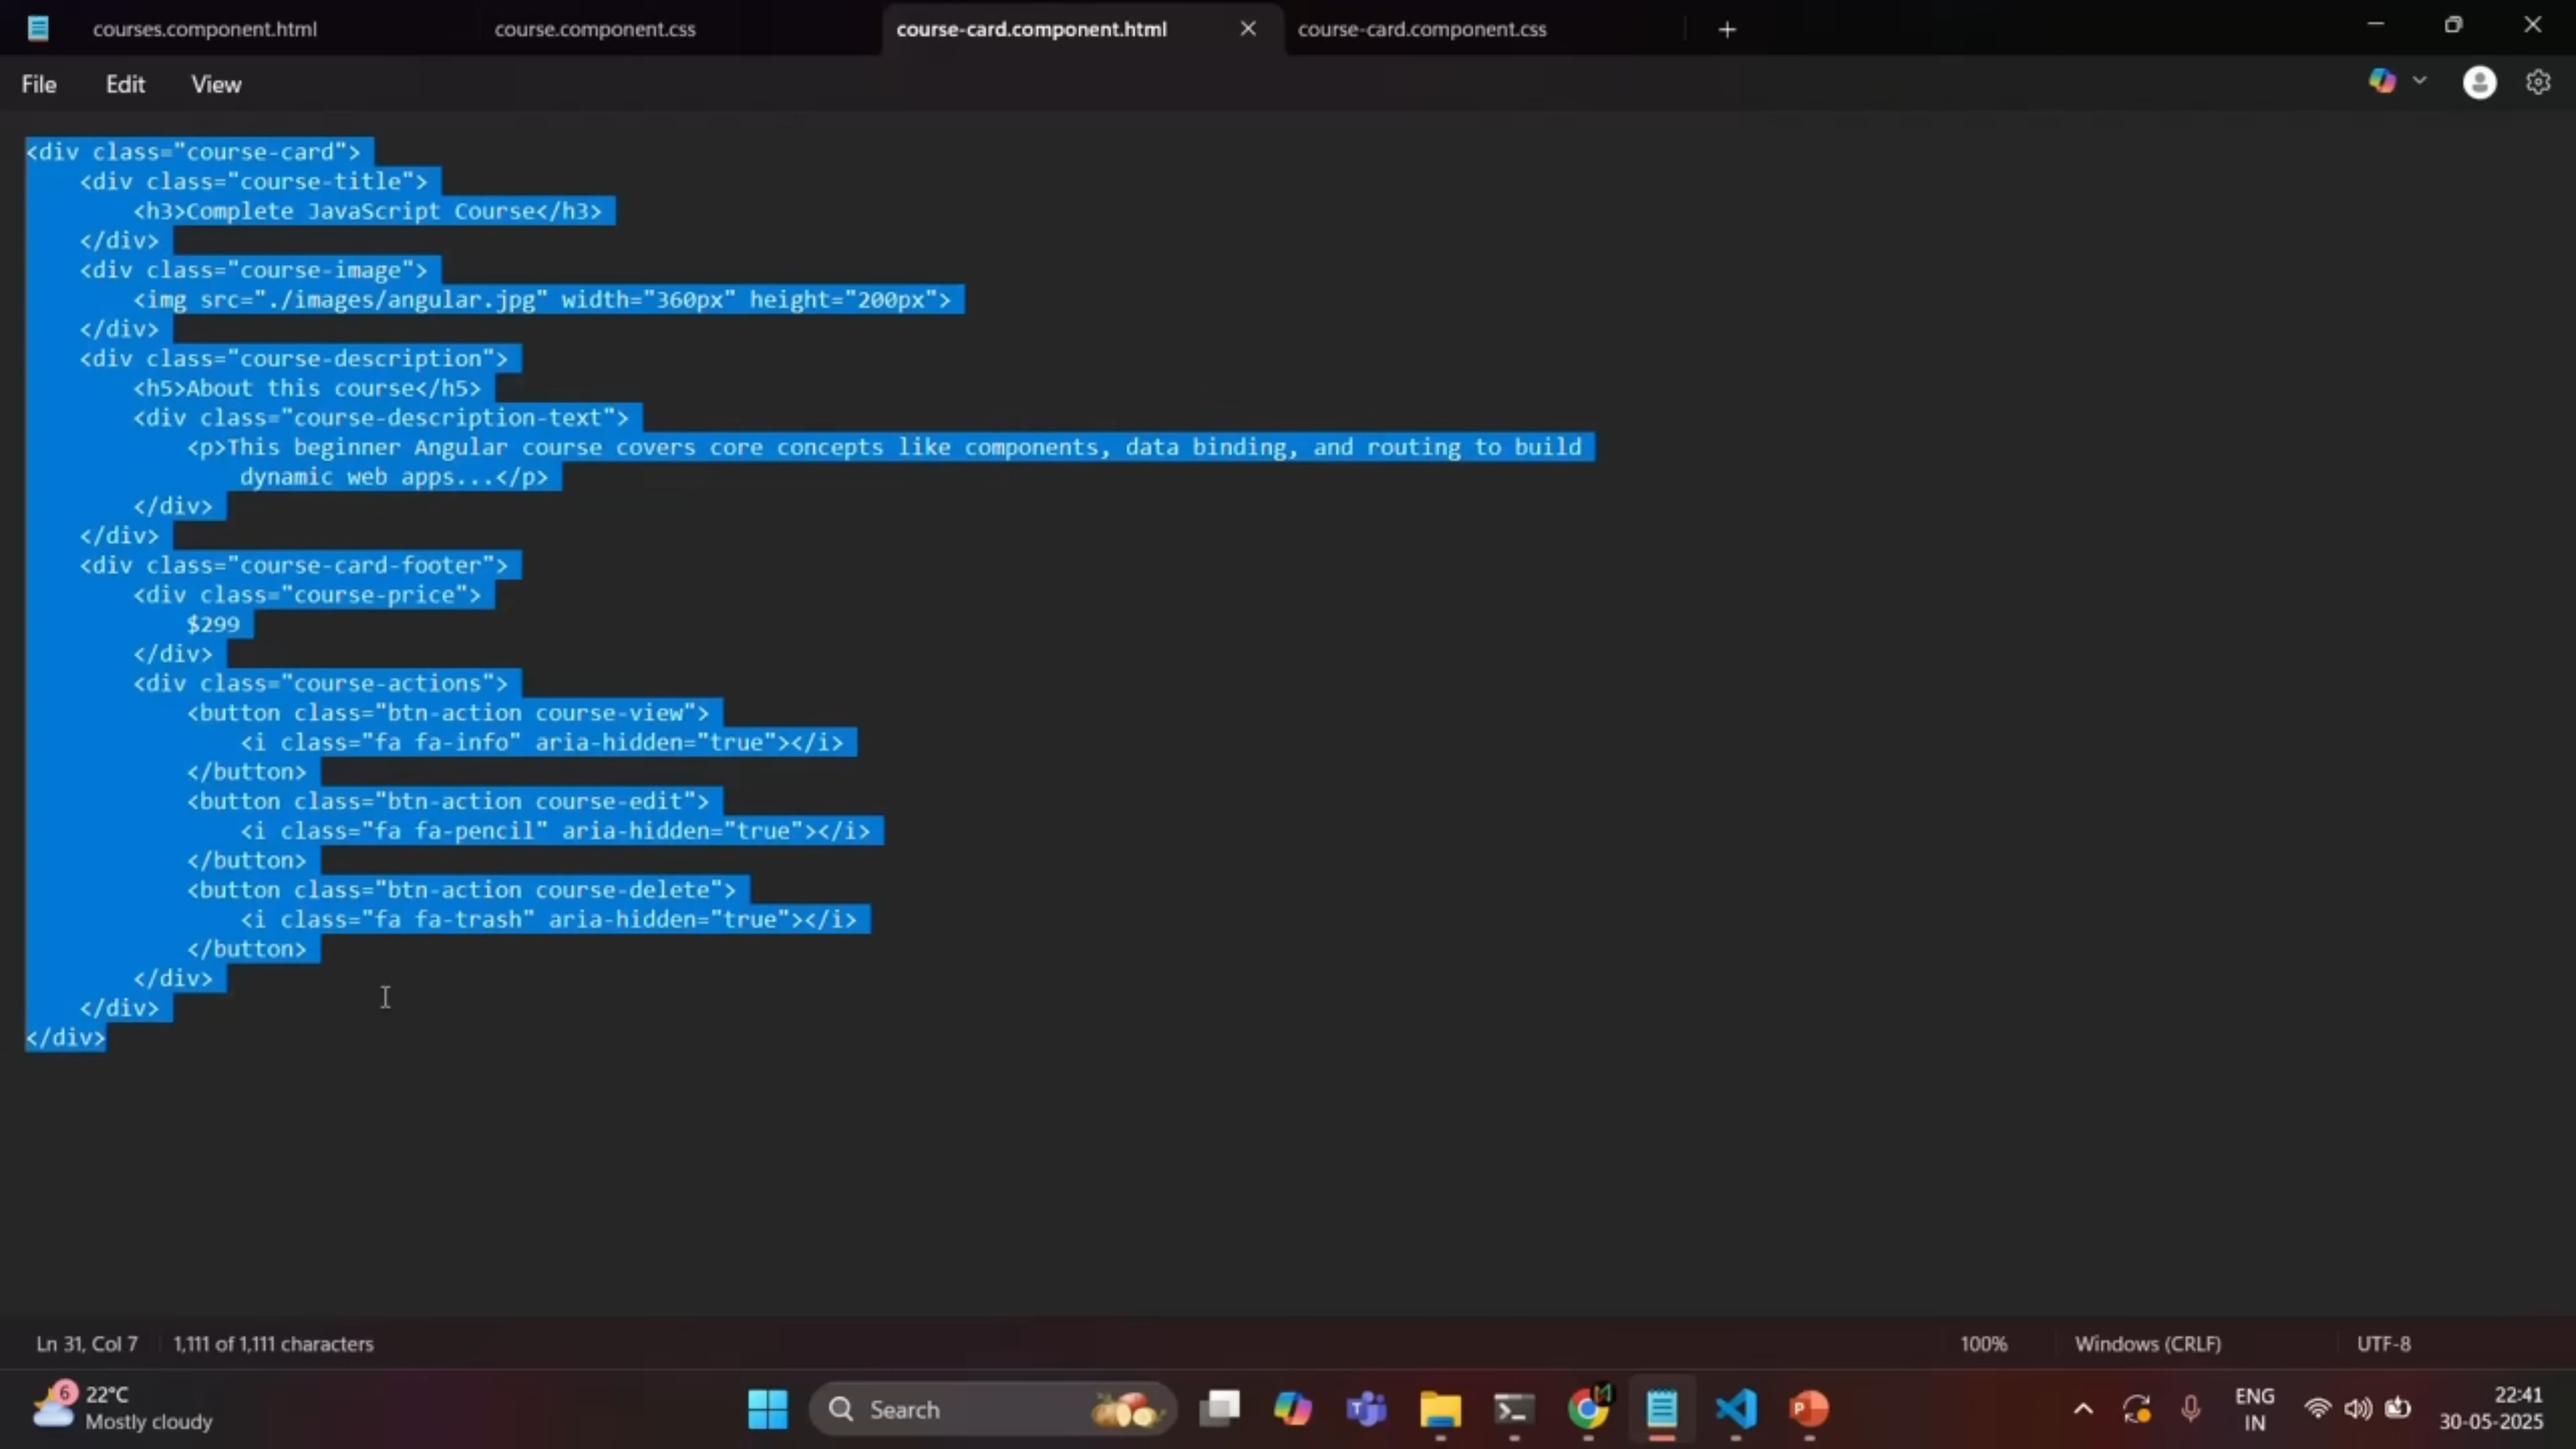 courses.component.html
course.component.css
course-card.component.html
course-card.component.css
File
Edit
View
<div class="course-card">
    <div class="course-title">
        <h3>Complete JavaScript Course</h3>
    </div>
    <div class="course-image">
        <img src="./images/angular.jpg" width="360px" height="200px">
    </div>
    <div class="course-description">
        <h5>About this course</h5>
        <div class="course-description-text">
            <p>This beginner Angular course covers core concepts like components, data binding, and routing to build
                dynamic web apps...</p>
        </div>
    </div>
    <div class="course-card-footer">
        <div class="course-price">
            $299
        </div>
        <div class="course-actions">
            <button class="btn-action course-view">
                <i class="fa fa-info" aria-hidden="true"></i>
            </button>
            <button class="btn-action course-edit">
                <i class="fa fa-pencil" aria-hidden="true"></i>
            </button>
            <button class="btn-action course-delete">
                <i class="fa fa-trash" aria-hidden="true"></i>
            </button>
        </div>
    </div>
</div>
Ln 31, Col 7
1,111 of 1,111 characters
100%
Windows (CRLF)
UTF-8
6
22°C
Mostly cloudy
Search
ENG
IN
22:41
30-05-2025